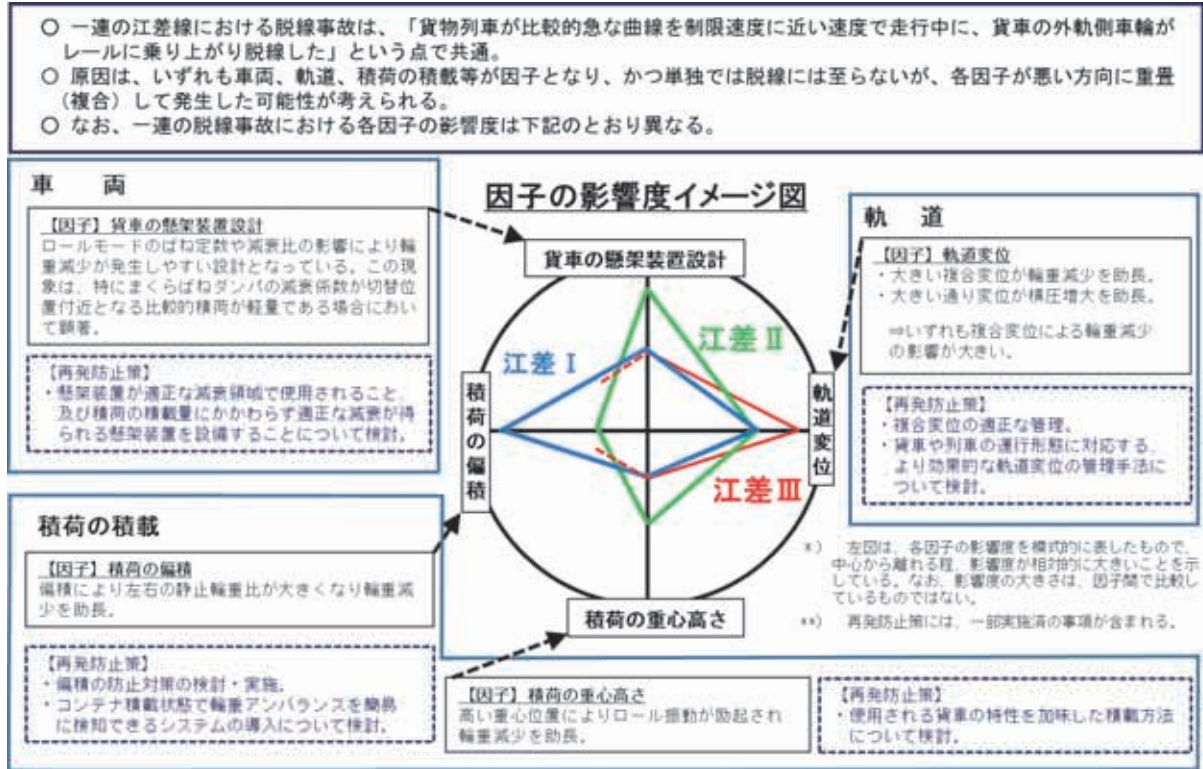 ○ 一連の江差線における脱線事故は、「貨物列車が比較的急な曲線を制限速度に近い速度で走行中に、貨車の外軌側車輪が
レールに乗り上がり脱線した」という点で共通。
○ 原因は、いずれも車両、軌道、積荷の積載等が因子となり、かつ単独では脱線には至らないが、各因子が悪い方向に重畳
（複合）して発生した可能性が考えられる。
○ なお、一連の脱線事故における各因子の影響度は下記のとおり異なる。
車 両
【因子】貨車の懸架装置設計
ロールモードのばね定数や減衰比の影響により輪
重減少が発生しやすい設計となっている。この現
象は、特にまくらばねダンパの減衰係数が切替位
置付近となる比較的積荷が軽量である場合におい
て顕著。
【再発防止策】
・懸架装置が適正な減衰領域で使用されること、
及び積荷の積載量にかかわらず適正な減衰が得
られる懸架装置を設備することについて検討。
因子の影響度イメージ図
貨車の懸架装置設計
江差Ⅰ
江差Ⅱ
江差Ⅲ
積荷の偏積
軌道変位
積荷の重心高さ
軌 道
【因子】軌道変位
・大きい複合変位が輪重減少を助長。
・大きい通り変位が横圧増大を助長。
⇒いずれも複合変位による輪重減少
の影響が大きい。
【再発防止策】
・複合変位の適正な管理。
・貨車や列車の運行形態に対応する、
より効果的な軌道変位の管理手法に
ついて検討。
*） 左図は、各因子の影響度を模式的に表したもので、
中心から離れる程、影響度が相対的に大きいことを示
している。なお、影響度の大きさは、因子間で比較し
ているものではない。
**） 再発防止策には、一部実施済の事項が含まれる。
積荷の積載
【因子】積荷の偏積
偏積により左右の静止輪重比が大きくなり輪重減
少を助長。
【再発防止策】
・偏積の防止対策の検討・実施。
・コンテナ積載状態で輪重アンバランスを簡易
に検知できるシステムの導入について検討。
【因子】積荷の重心高さ
高い重心位置によりロール振動が励起され
輪重減少を助長。
【再発防止策】
・使用される貨車の特性を加味した積載方法
について検討。